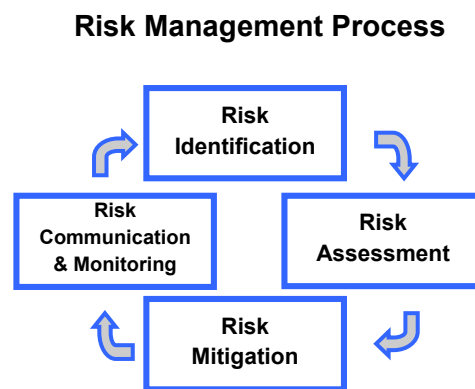 Risk Management Process
Risk
Identification
Risk
Assessment
Risk
Mitigation
Risk
Communication
& Monitoring